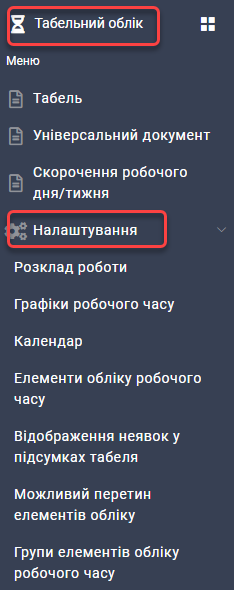 Табельний облік
Меню
Табель
Універсальний документ
Скорочення робочого
дня/тижня
Налаштування
Розклад роботи
Графіки робочого часу
Календар
Елементи обліку робочого
часу
Відображення неявок у
підсумках табеля
Можливий перетин
елементів обліку
Групи елементів обліку
робочого часу